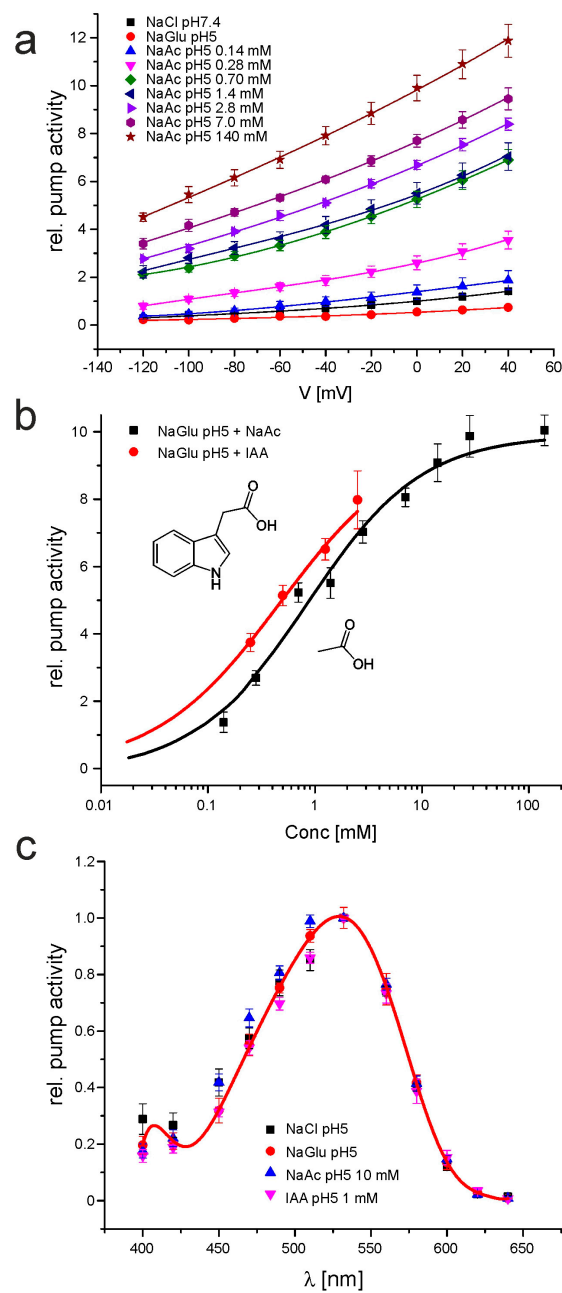 a
NaCl pH7.4
NaGlu pH5
NaAc pH5 0.14 mM
NaAc pH5 0.28 mM
NaAc pH5 0.70 mM
NaAc pH5 1.4 mM
NaAc pH5 2.8 mM
NaAc pH5 7.0 mM
NaAc pH5 140 mM
rel. pump activity
12
10
8
6
4
2
0
-140 -120 -100 -80 -60 -40 -20 0 20 40 60
V [mV]
b
NaGlu pH5 + NaAc
NaGlu pH5 + IAA
O
OH
N
H
O
OH
rel. pump activity
10
8
6
4
2
0
0.01 0.1 1 10 100
Conc [mM]
c
rel. pump activity
1.2
1.0
0.8
0.6
0.4
0.2
0
NaCl pH5
NaGlu pH5
NaAc pH5 10 mM
IAA pH5 1 mM
400 450 500 550 600 650
λ [nm]